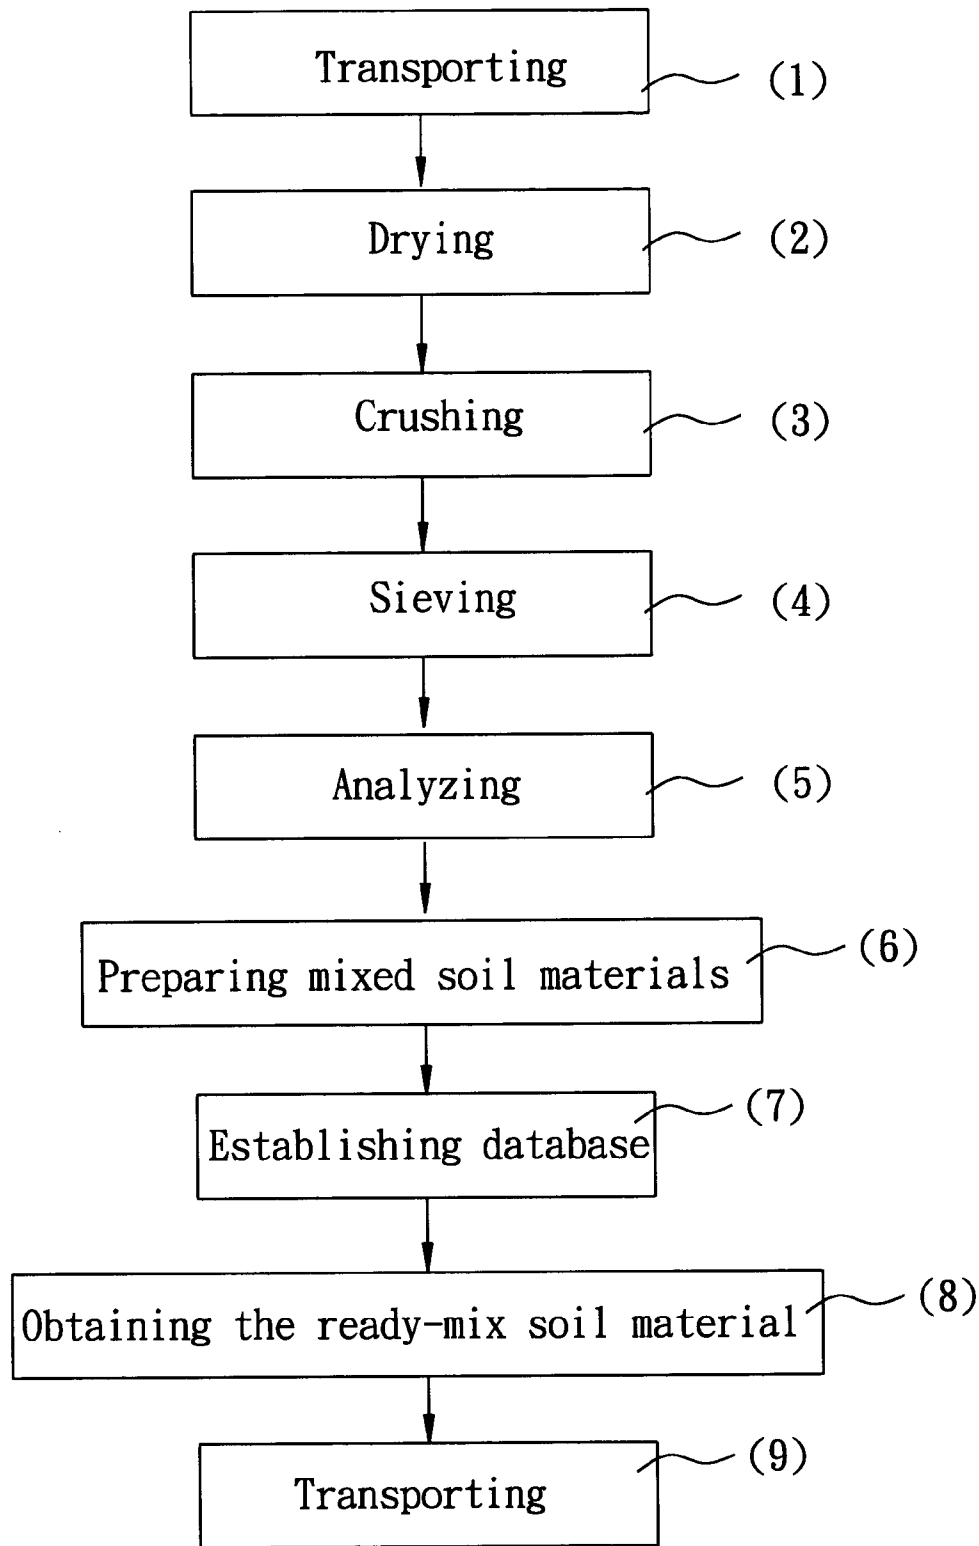 Transporting (1)
Drying (2)
Crushing (3)
Sieving (4)
Analyzing (5)
Preparing mixed soil materials (6)
Establishing database (7)
Obtaining the ready-mix soil material (8)
Transporting (9)